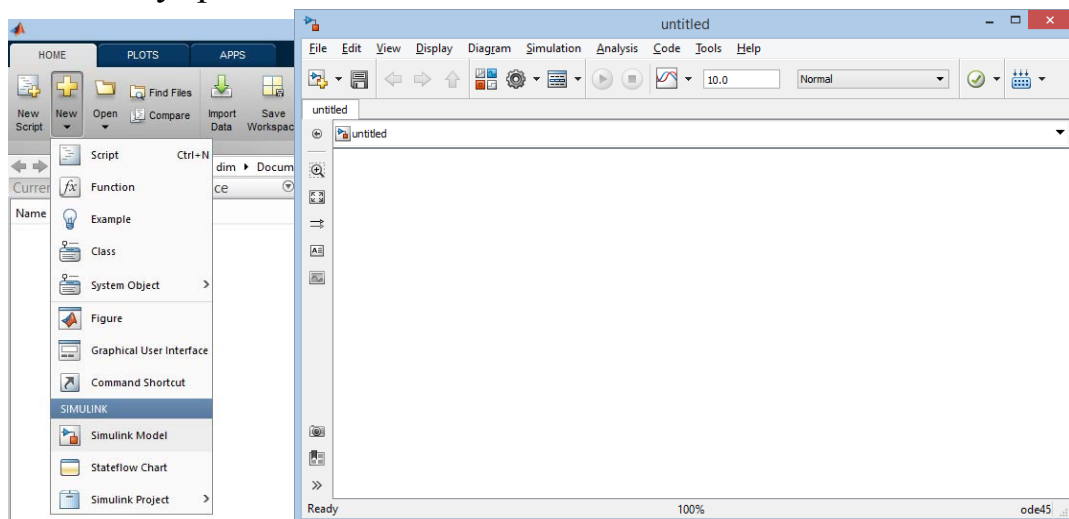 HOME PLOTS APPS
New Script
New
Open
Find Files
Compare
Import Data
Save Workspac
dim Docum
Curren ce
Name
Script Ctrl+N
fx Function
Example
Class
System Object
Figure
Graphical User Interface
Command Shortcut
SIMULINK
Simulink Model
Stateflow Chart
Simulink Project
untitled
File Edit View Display Diagram Simulation Analysis Code Tools Help
10.0 Normal
untitled
untitled
Ready 100% ode45